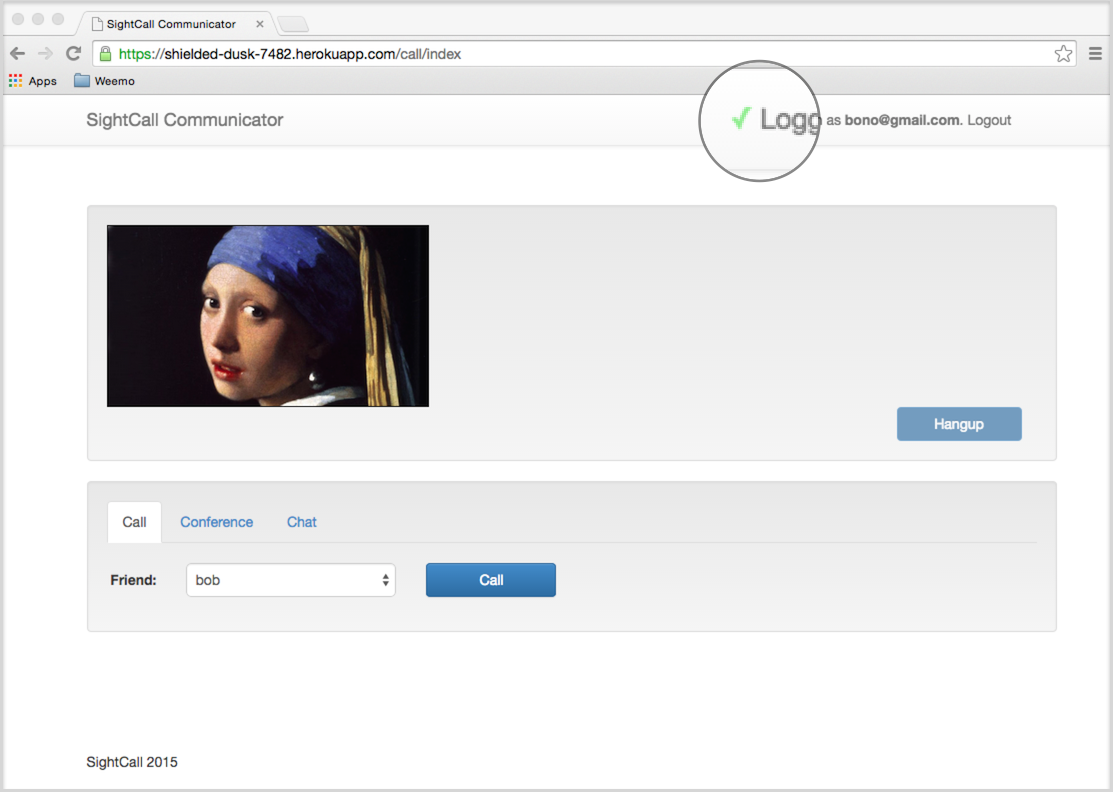 SightCall Communicator
https://shielded-dusk-7482.herokuapp.com/call/index
Apps Weemo
SightCall Communicator ✓ Logg as bono@gmail.com. Logout
Hangup
Call Conference Chat
Friend: bob Call
SightCall 2015